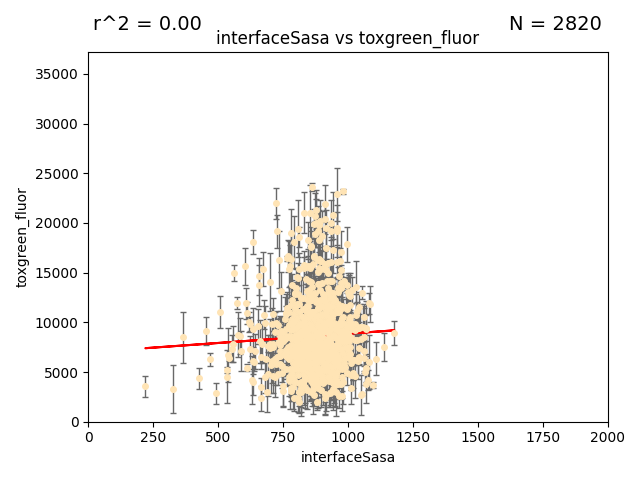 r^2 = 0.00
N = 2820
interfaceSasa vs toxgreen_fluor
toxgreen_fluor
35000
30000
25000
20000
15000
10000
5000
0
0 250 500 750 1000 1250 1500 1750 2000
interfaceSasa